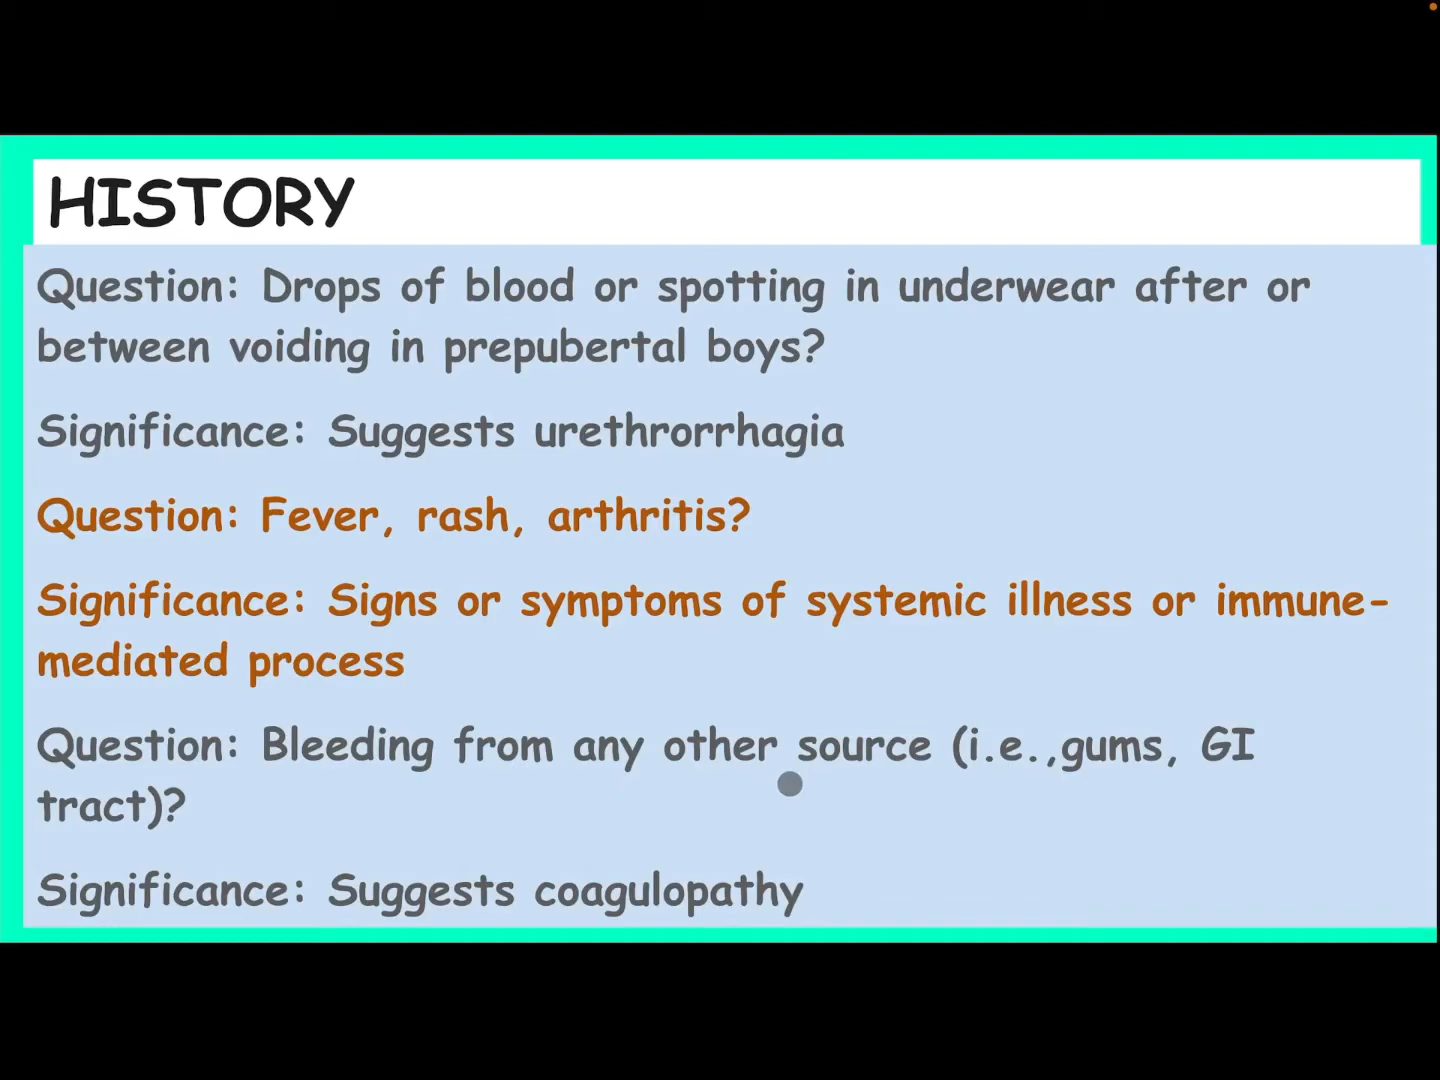 HISTORY
Question: Drops of blood or spotting in underwear after or
between voiding in prepubertal boys?
Significance: Suggests urethrorrhagia
Question: Fever, rash, arthritis?
Significance: Signs or symptoms of systemic illness or immune-
mediated process
Question: Bleeding from any other source (i.e.,gums, GI
tract)?
Significance: Suggests coagulopathy